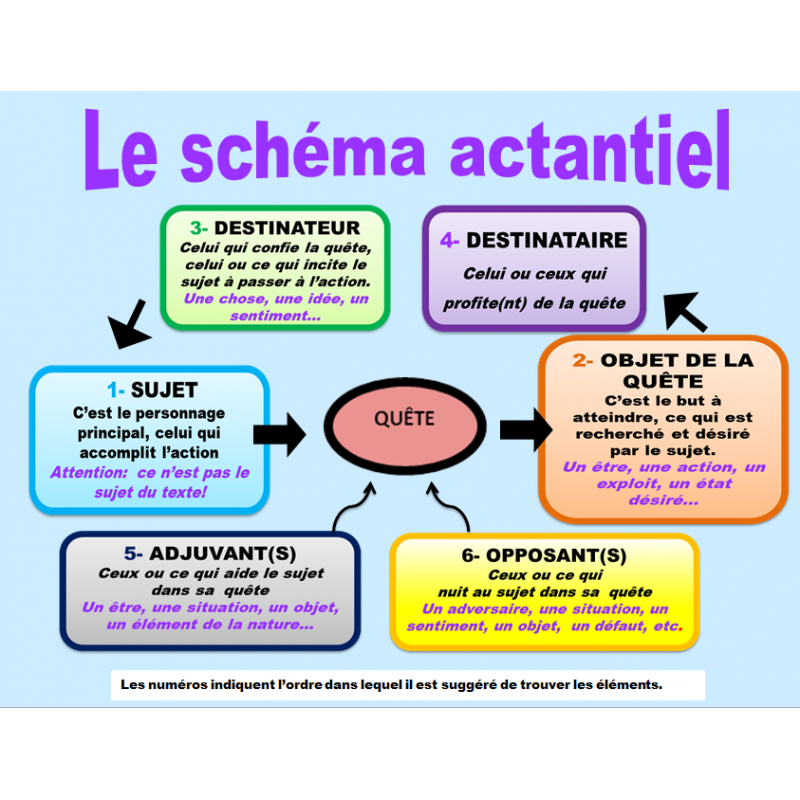 Le schéma actantiel
3- DESTINATEUR
Celui qui confie la quête,
celui ou ce qui incite le
sujet à passer à l'action.
Une chose, une idée, un
sentiment...
4- DESTINATAIRE
Celui ou ceux qui
profite(nt) de la quête
1- SUJET
C'est le personnage
principal, celui qui
accomplit l'action
Attention: ce n'est pas le
sujet du texte!
QUÊTE
2- OBJET DE LA
QUÊTE
C'est le but à
atteindre, ce qui est
recherché et désiré
par le sujet.
Un être, une action, un
exploit, un état
désiré...
5- ADJUVANT(S)
Ceux ou ce qui aide le sujet
dans sa quête
Un être, une situation, un objet,
un élément de la nature...
6- OPPOSANT(S)
Ceux ou ce qui
nuit au sujet dans sa quête
Un adversaire, une situation, un
sentiment, un objet, un défaut, etc.
Les numéros indiquent l'ordre dans lequel il est suggéré de trouver les éléments.